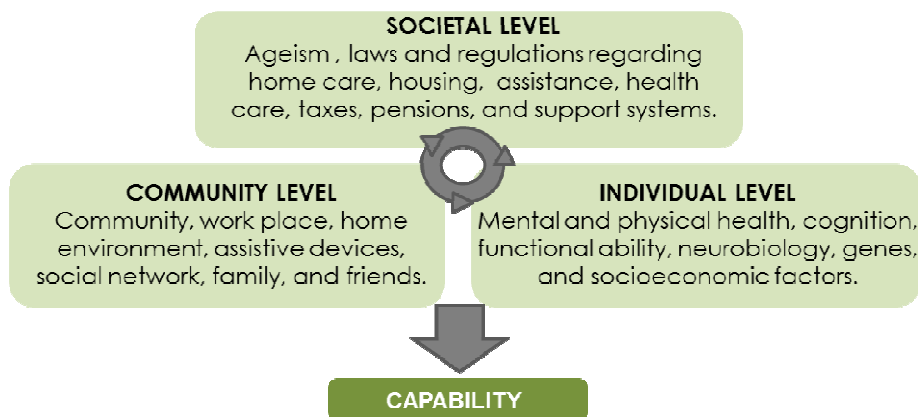 SOCIETAL LEVEL
Ageism , laws and regulations regarding
home care, housing, assistance, health
care, taxes, pensions, and support systems.
COMMUNITY LEVEL
Community, work place, home
environment, assistive devices,
social network, family, and friends.
INDIVIDUAL LEVEL
Mental and physical health, cognition,
functional ability, neurobiology, genes,
and socioeconomic factors.
CAPABILITY